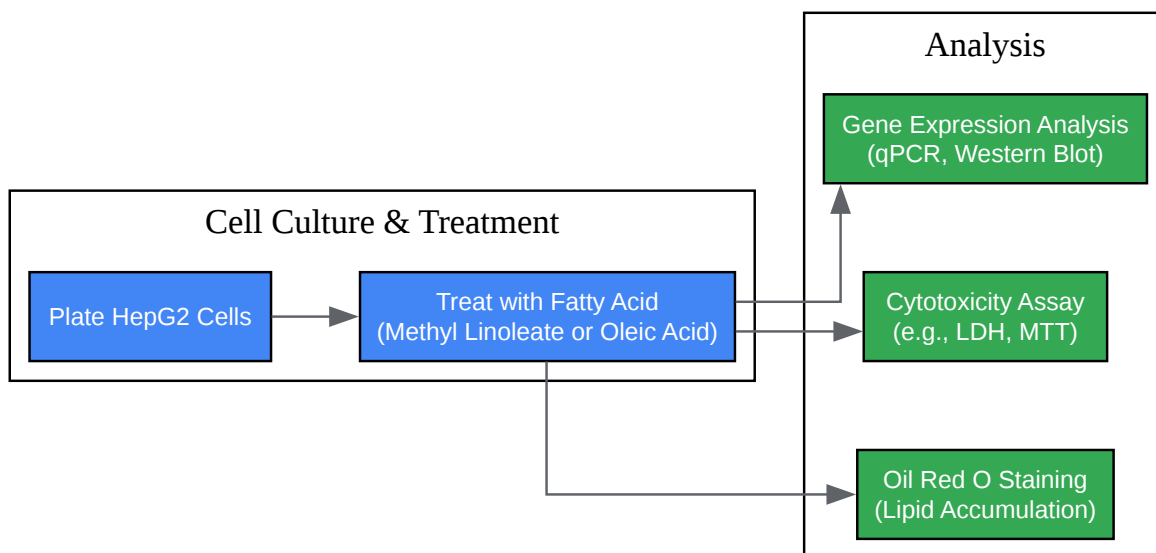 Cell Culture & Treatment
Plate HepG2 Cells
Treat with Fatty Acid
(Methyl Linoleate or Oleic Acid)
Analysis
Gene Expression Analysis
(qPCR, Western Blot)
Cytotoxicity Assay
(e.g., LDH, MTT)
Oil Red O Staining
(Lipid Accumulation)